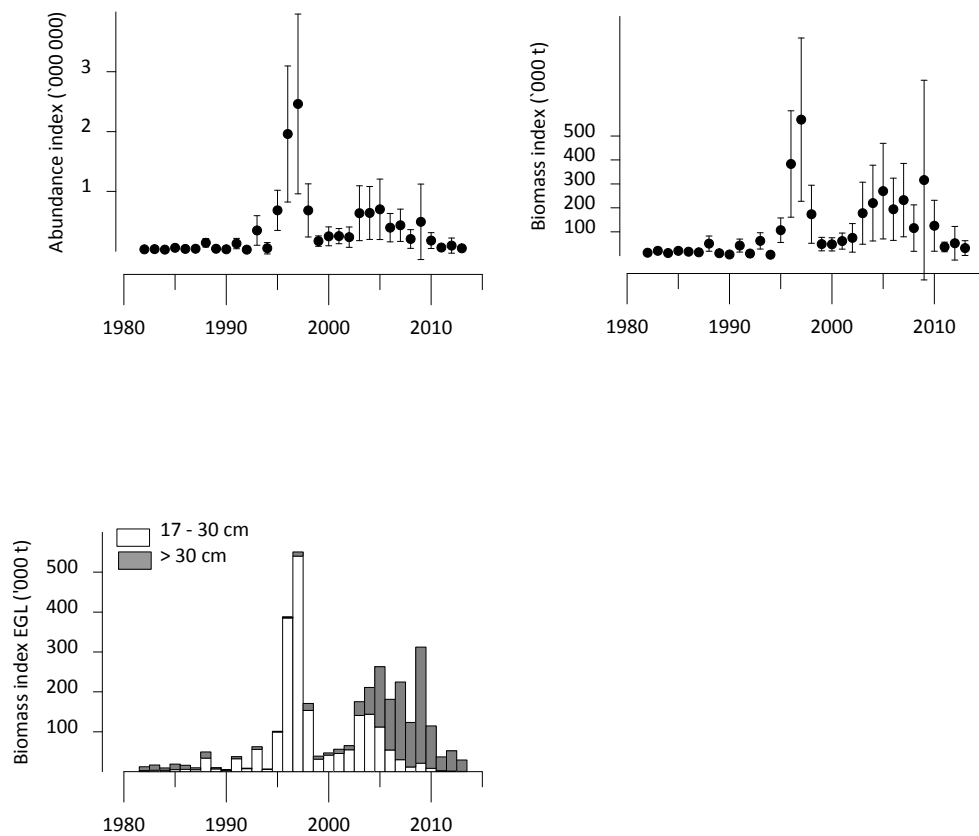 Abundance index (`000 000)
3
2
1
1980 1990 2000 2010
Biomass index (`000 t)
500
400
300
200
100
1980 1990 2000 2010
17 - 30 cm
> 30 cm
Biomass index EGL ('000 t)
500
400
300
200
100
1980 1990 2000 2010